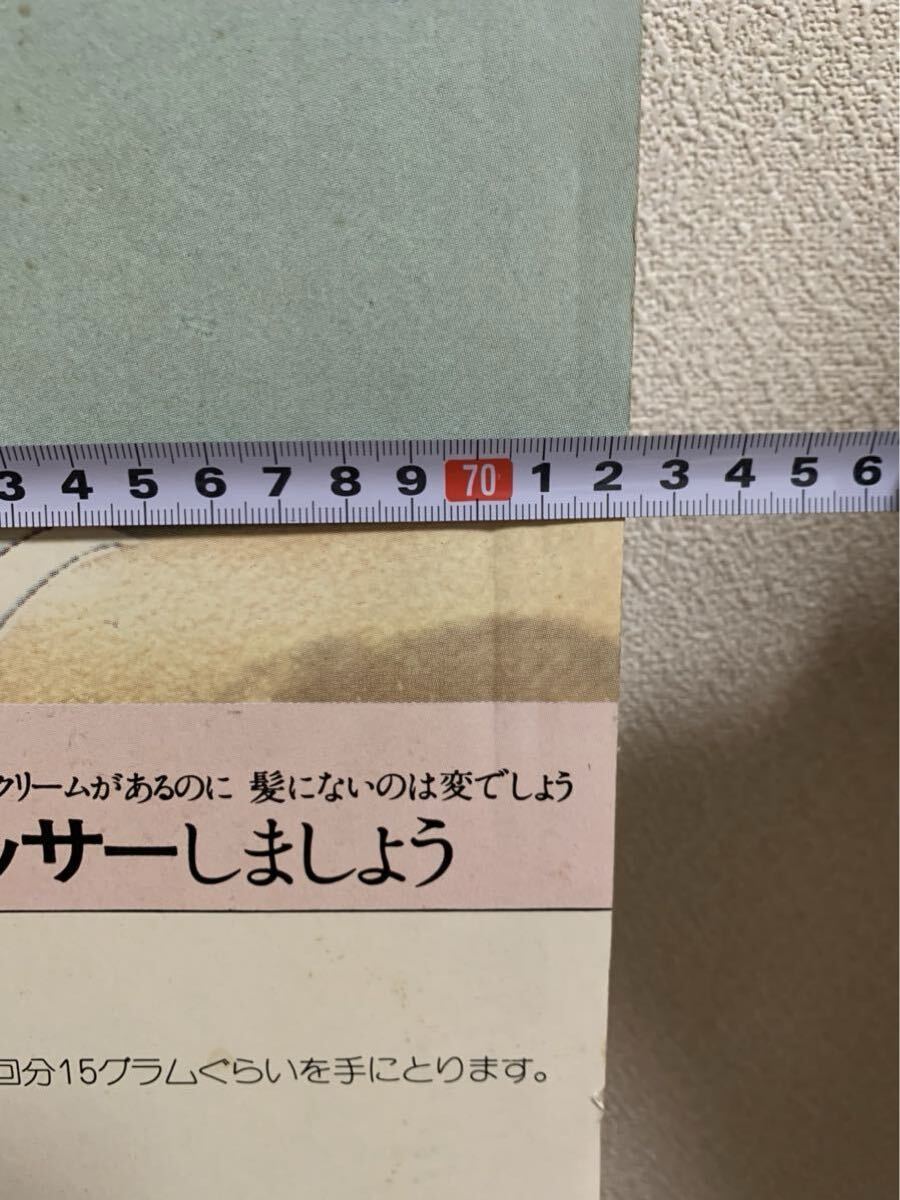 3 4 5 6 7 8 9 70 1 2 3 4 5 6
クリームがあるのに 髪にないのは変でしょう
ッサーしましょう
回分15グラムぐらいを手にとります。